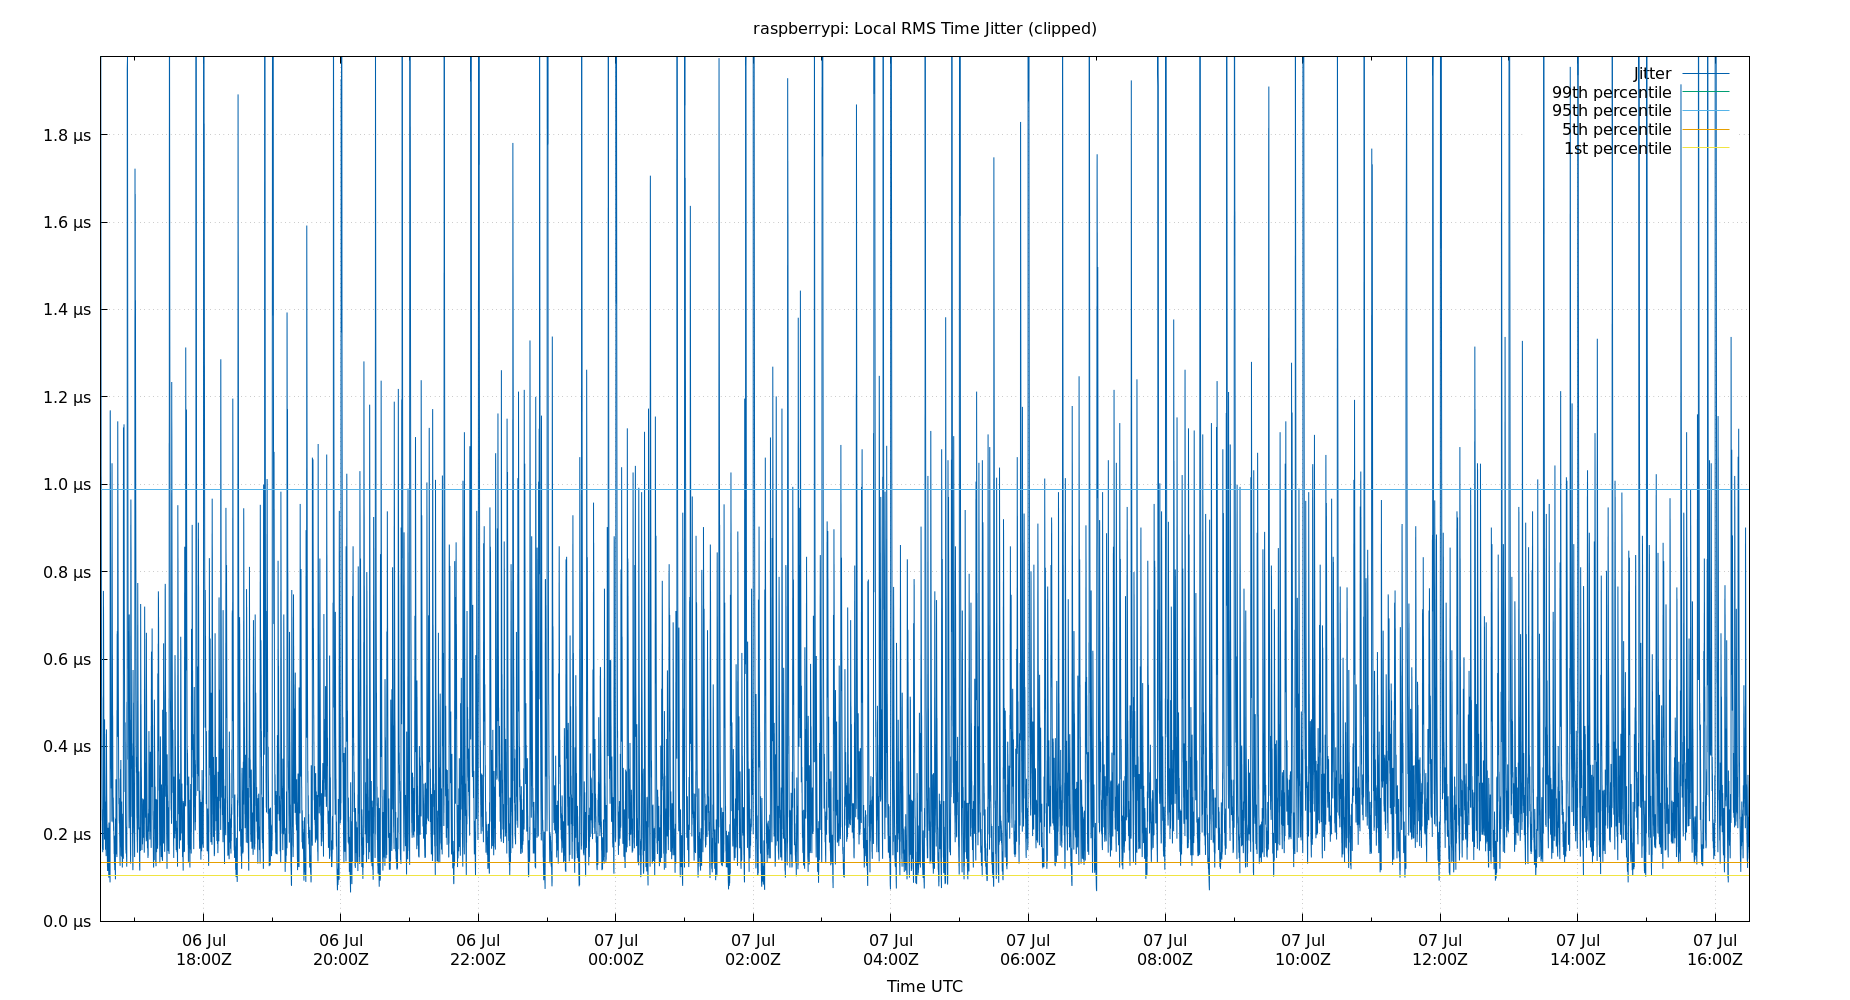 raspberrypi: Local RMS Time Jitter (clipped)
Jitter
99th percentile
95th percentile
5th percentile
1st percentile
1.8 µs
1.6 µs
1.4 µs
1.2 µs
1.0 µs
0.8 µs
0.6 µs
0.4 µs
0.2 µs
0.0 µs
06 Jul 06 Jul 06 Jul 07 Jul 07 Jul 07 Jul 07 Jul 07 Jul 07 Jul 07 Jul 07 Jul 07 Jul
18:00Z 20:00Z 22:00Z 00:00Z 02:00Z 04:00Z 06:00Z 08:00Z 10:00Z 12:00Z 14:00Z 16:00Z
Time UTC